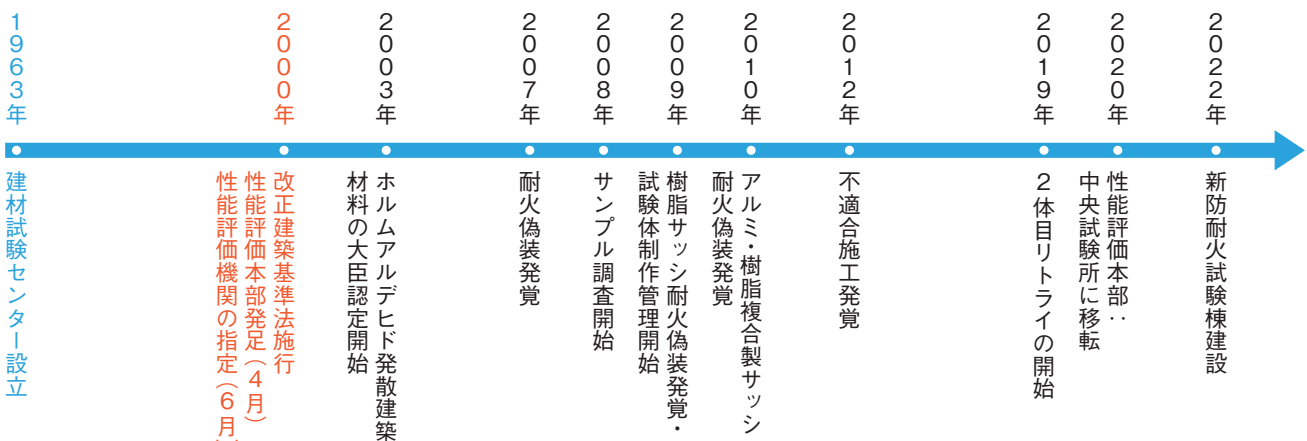 1963年
建材試験センター設立
2000年
改正建築基準法施行
性能評価本部発足（4月）
性能評価機関の指定（6月）
2003年
ホルムアルデヒド発散建築
材料の大臣認定開始
2007年
耐火偽装発覚
2008年
サンプル調査開始
2009年
樹脂サッシ耐火偽装発覚・
試験体制作管理開始
2010年
アルミ・樹脂複合製サッシ
耐火偽装発覚
2012年
不適合施工発覚
2019年
2体目リトライの開始
2020年
性能評価本部：
中央試験所に移転
2022年
新防耐火試験棟建設